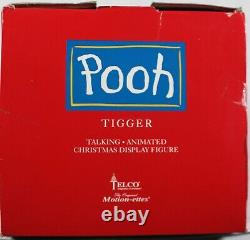 Pooh
TIGGER
TALKING • ANIMATED
CHRISTMAS DISPLAY FIGURE
TELCO
The Original
Motion-ettes®